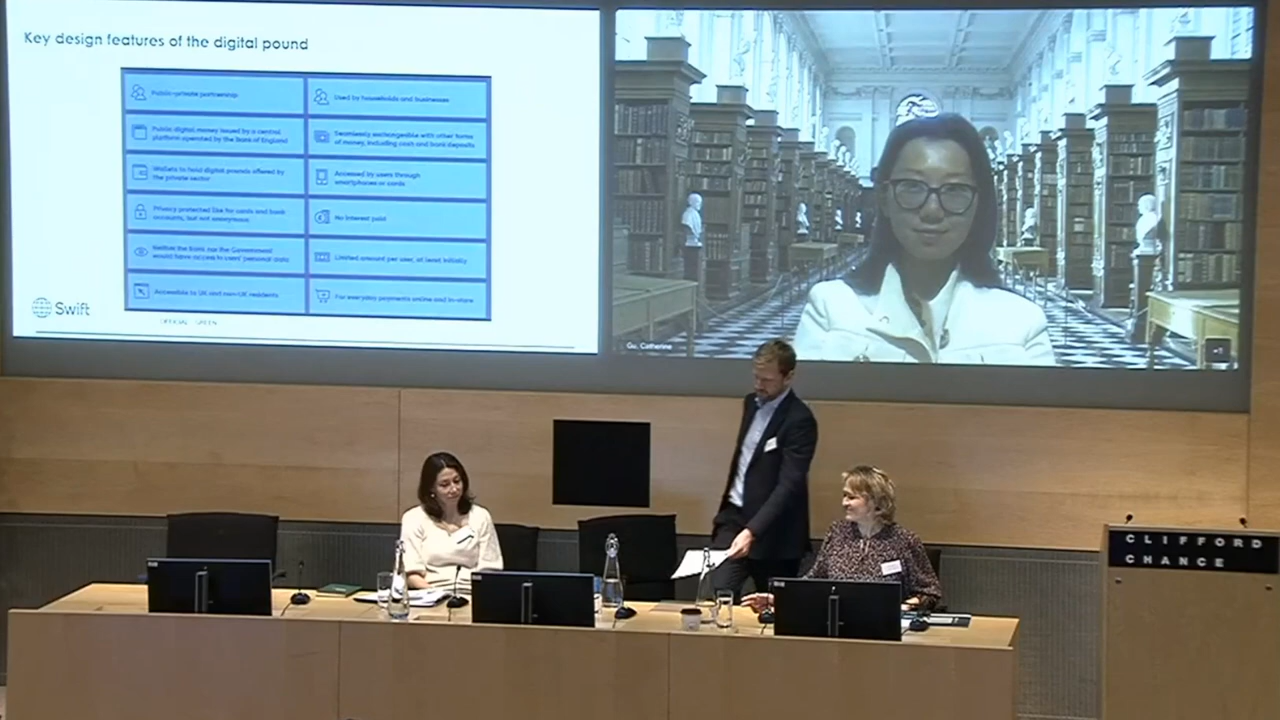 Key design features of the digital pound
Public-private partnership
Used by households and businesses
Public digital money issued by a central
platform operated by the Bank of England
Seamlessly exchangeable with other forms
of money, including cash and bank deposits
Wallets to hold digital pounds offered by
the private sector
Accessed by users through
smartphones or cards
Privacy protected like for cards and bank
accounts, but not anonymous
No interest paid
Neither the Bank nor the Government
would have access to users' personal data
Limited amount per user, at least initially
Accessible to UK and non-UK residents
For everyday payments online and in-store
Swift
OFFICIAL GREEN
Gu, Catherine
CLIFFORD
CHANCE